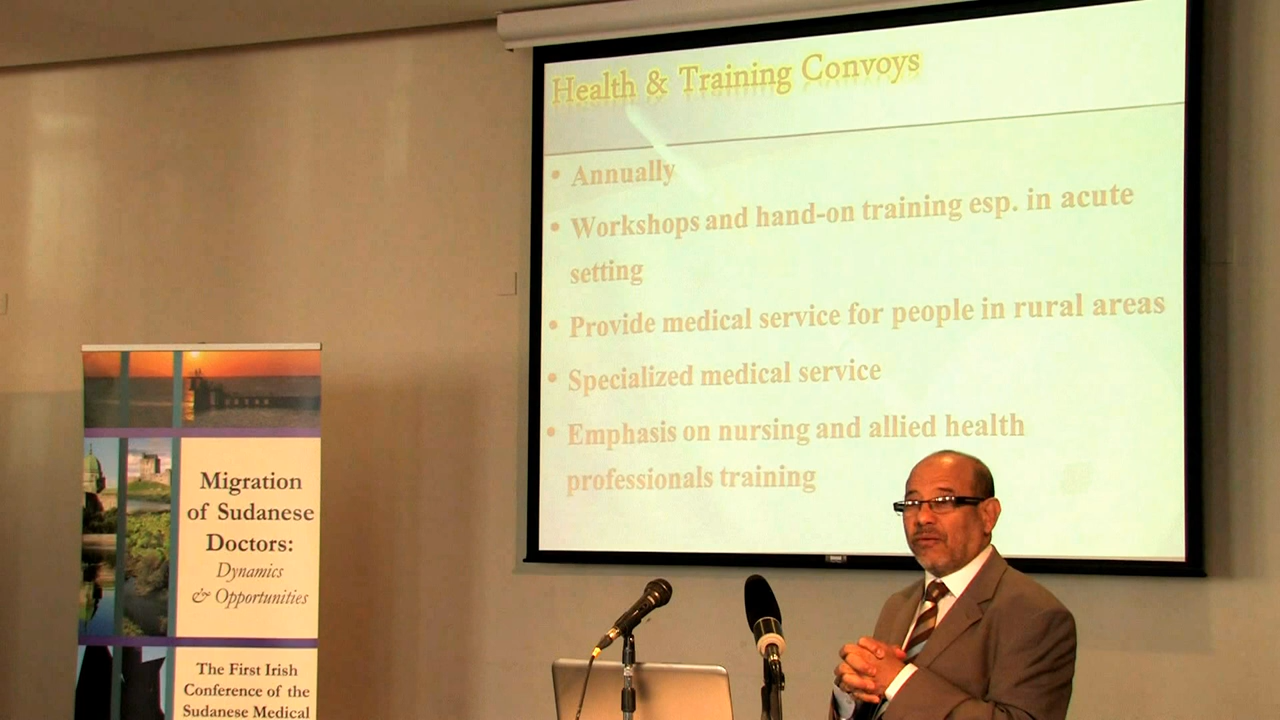 Health & Training Convoys
• Annually
• Workshops and hand-on training esp. in acute
setting
• Provide medical service for people in rural areas
• Specialized medical service
• Emphasis on nursing and allied health
professionals training
Migration
of Sudanese
Doctors:
Dynamics
& Opportunities
The First Irish
Conference of the
Sudanese Medical